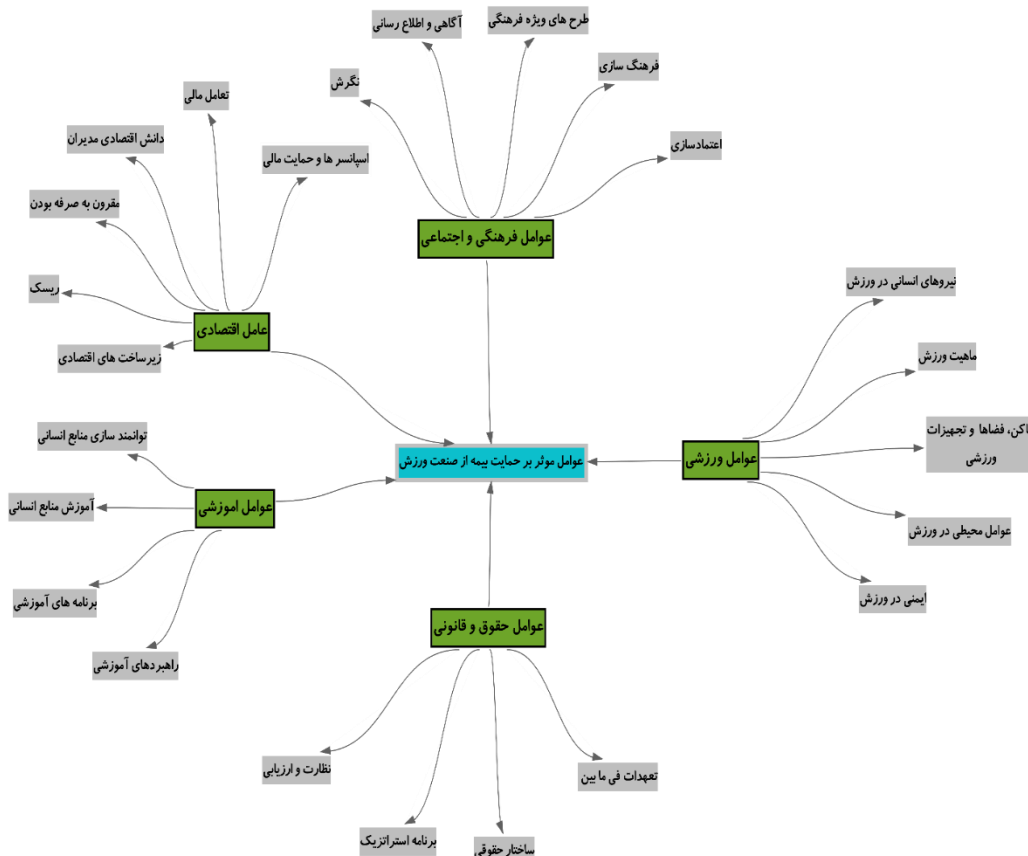 آگاهی و اطلاع رسانی
طرح های ویژه فرهنگی
نگرش
فرهنگ سازی
اعتمادسازی
عوامل فرهنگی و اجتماعی
تعامل مالی
دانش اقتصادی مدیران
اسپانسر ها و حمایت مالی
مقرون به صرفه بودن
ریسک
زیرساخت های اقتصادی
عامل اقتصادی
نیروهای انسانی در ورزش
ماهیت ورزش
اکن، فضاها و تجهیزات
ورزشی
عوامل محیطی در ورزش
ایمنی در ورزش
عوامل ورزشی
عوامل موثر بر حمایت بیمه از صنعت ورزش
توانمند سازی منابع انسانی
آموزش منابع انسانی
برنامه های آموزشی
راهبردهای آموزشی
عوامل اموزشی
عوامل حقوق و قانونی
نظارت و ارزیابی
برنامه استراتژیک
ساختار حقوقی
تعهدات فی ما بین